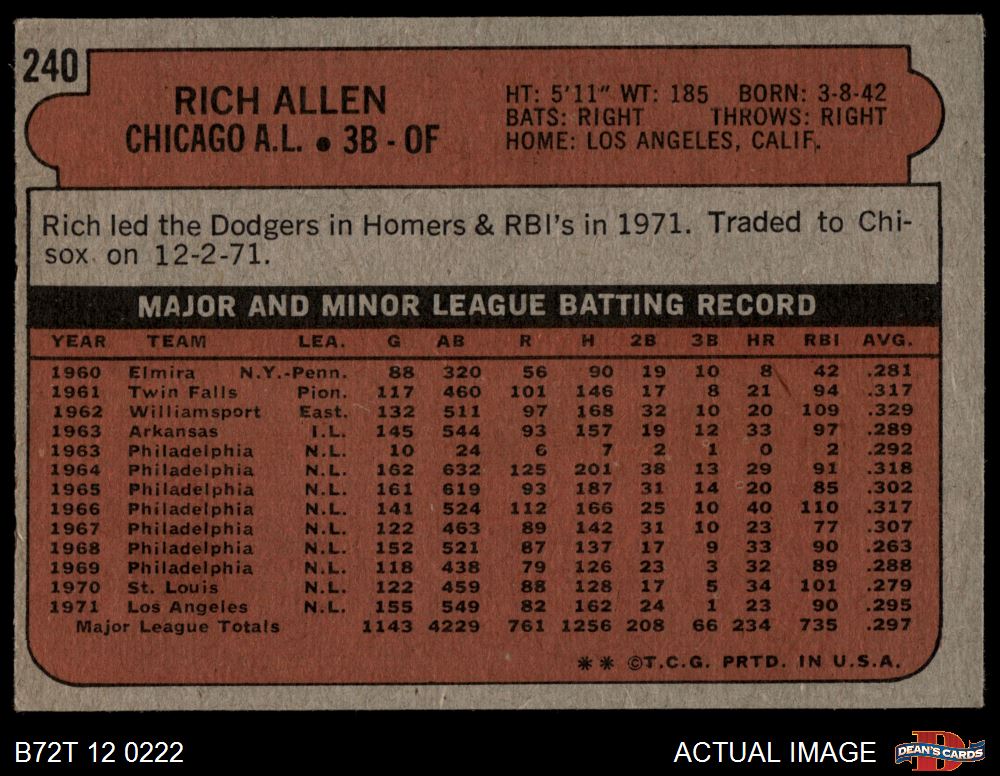 240
RICH ALLEN
CHICAGO A.L. • 3B - OF
HT: 5'11" WT: 185 BORN: 3-8-42
BATS: RIGHT THROWS: RIGHT
HOME: LOS ANGELES, CALIF.
Rich led the Dodgers in Homers & RBI's in 1971. Traded to Chi-
sox on 12-2-71.
MAJOR AND MINOR LEAGUE BATTING RECORD
YEAR TEAM LEA. G AB R H 2B 3B HR RBI AVG.
1960 Elmira N.Y.-Penn. 88 320 56 90 19 10 8 42 .281
1961 Twin Falls Pion. 117 460 101 146 17 8 21 94 .317
1962 Williamsport East. 132 511 97 168 32 10 20 109 .329
1963 Arkansas I.L. 145 544 93 157 19 12 33 97 .289
1963 Philadelphia N.L. 10 24 6 7 2 1 0 2 .292
1964 Philadelphia N.L. 162 632 125 201 38 13 29 91 .318
1965 Philadelphia N.L. 161 619 93 187 31 14 20 85 .302
1966 Philadelphia N.L. 141 524 112 166 25 10 40 110 .317
1967 Philadelphia N.L. 122 463 89 142 31 10 23 77 .307
1968 Philadelphia N.L. 152 521 87 137 17 9 33 90 .263
1969 Philadelphia N.L. 118 438 79 126 23 3 32 89 .288
1970 St. Louis N.L. 122 459 88 128 17 5 34 101 .279
1971 Los Angeles N.L. 155 549 82 162 24 1 23 90 .295
Major League Totals 1143 4229 761 1256 208 66 234 735 .297
** ©T.C.G. PRTD. IN U.S.A.
B72T 12 0222
ACTUAL IMAGE
DEAN'S CARDS